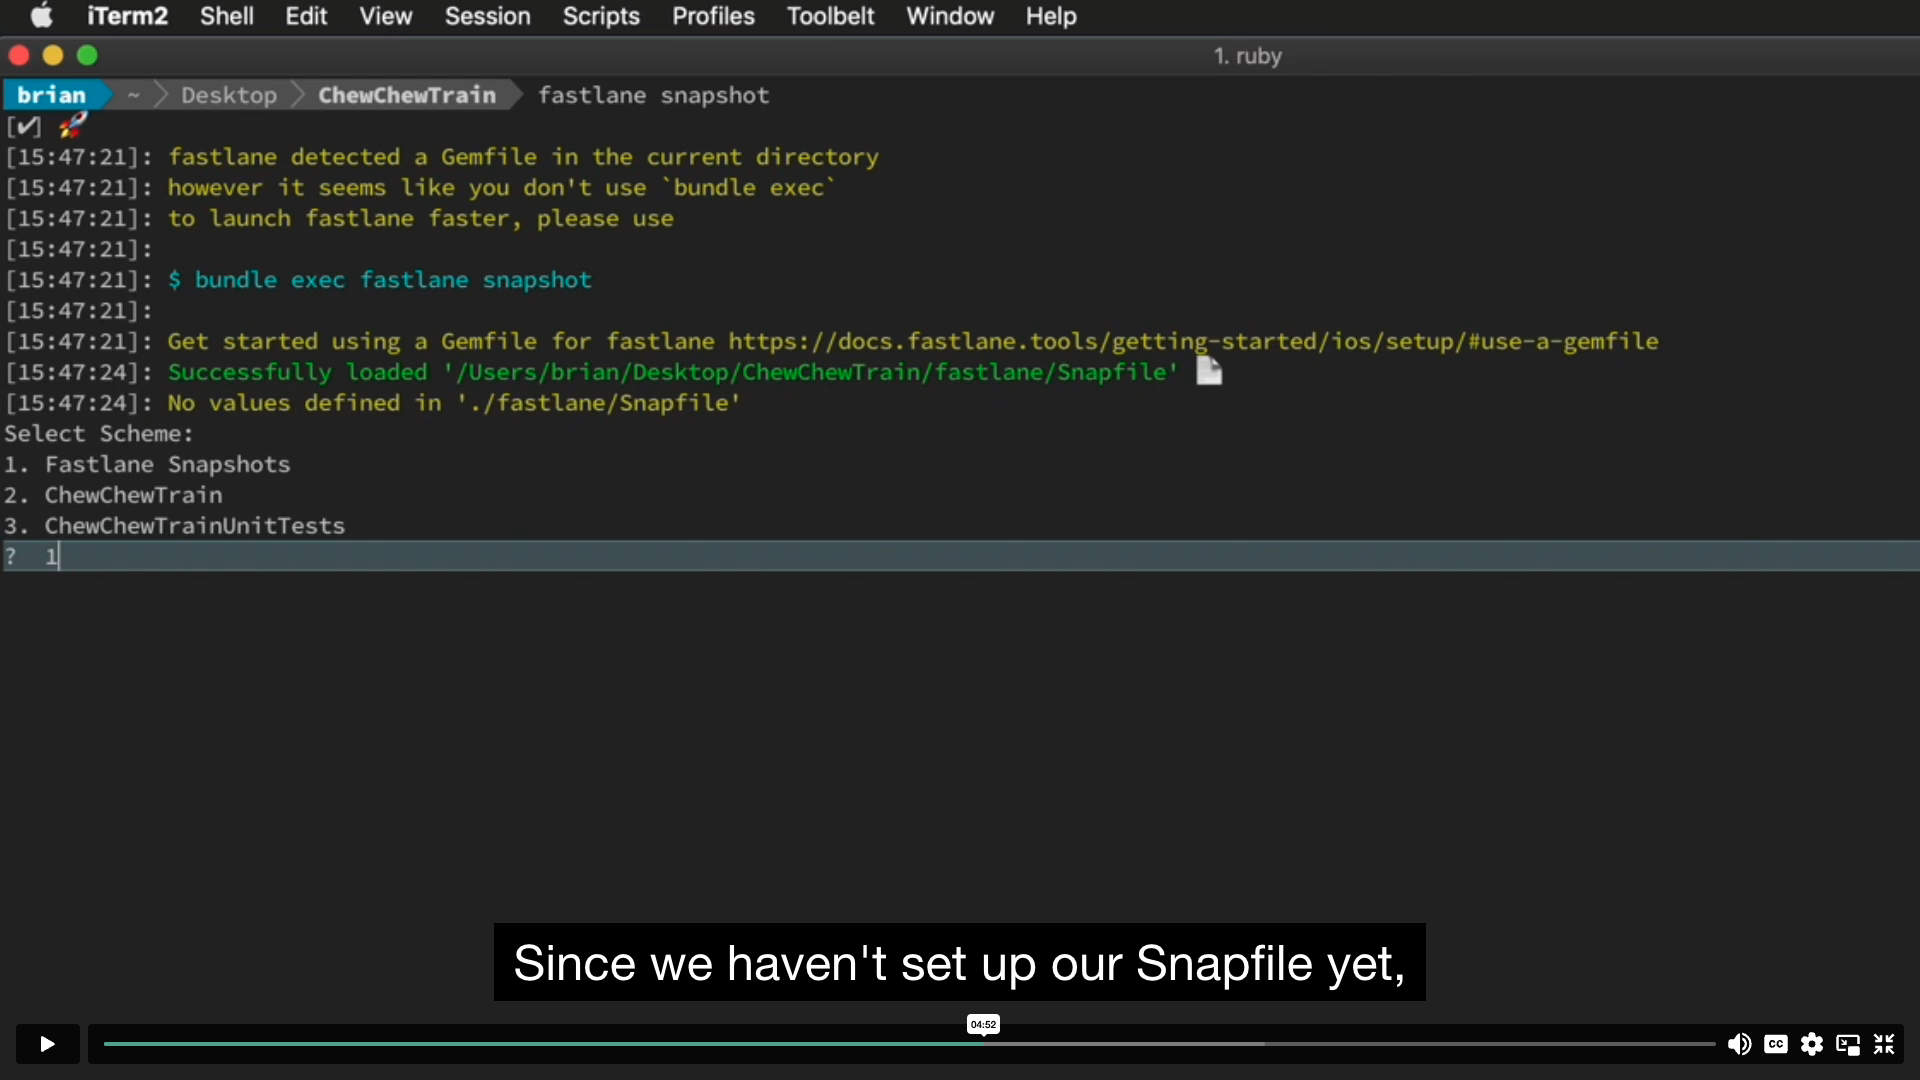 iTerm2 Shell Edit View Session Scripts Profiles Toolbelt Window Help
1. ruby
brian ~ Desktop ChewChewTrain fastlane snapshot
[✔] 🚀
[15:47:21]: fastlane detected a Gemfile in the current directory
[15:47:21]: however it seems like you don't use `bundle exec`
[15:47:21]: to launch fastlane faster, please use
[15:47:21]:
[15:47:21]: $ bundle exec fastlane snapshot
[15:47:21]:
[15:47:21]: Get started using a Gemfile for fastlane https://docs.fastlane.tools/getting-started/ios/setup/#use-a-gemfile
[15:47:24]: Successfully loaded '/Users/brian/Desktop/ChewChewTrain/fastlane/Snapfile' 📄
[15:47:24]: No values defined in './fastlane/Snapfile'
Select Scheme:
1. Fastlane Snapshots
2. ChewChewTrain
3. ChewChewTrainUnitTests
? 1
Since we haven't set up our Snapfile yet,
04:52
CC